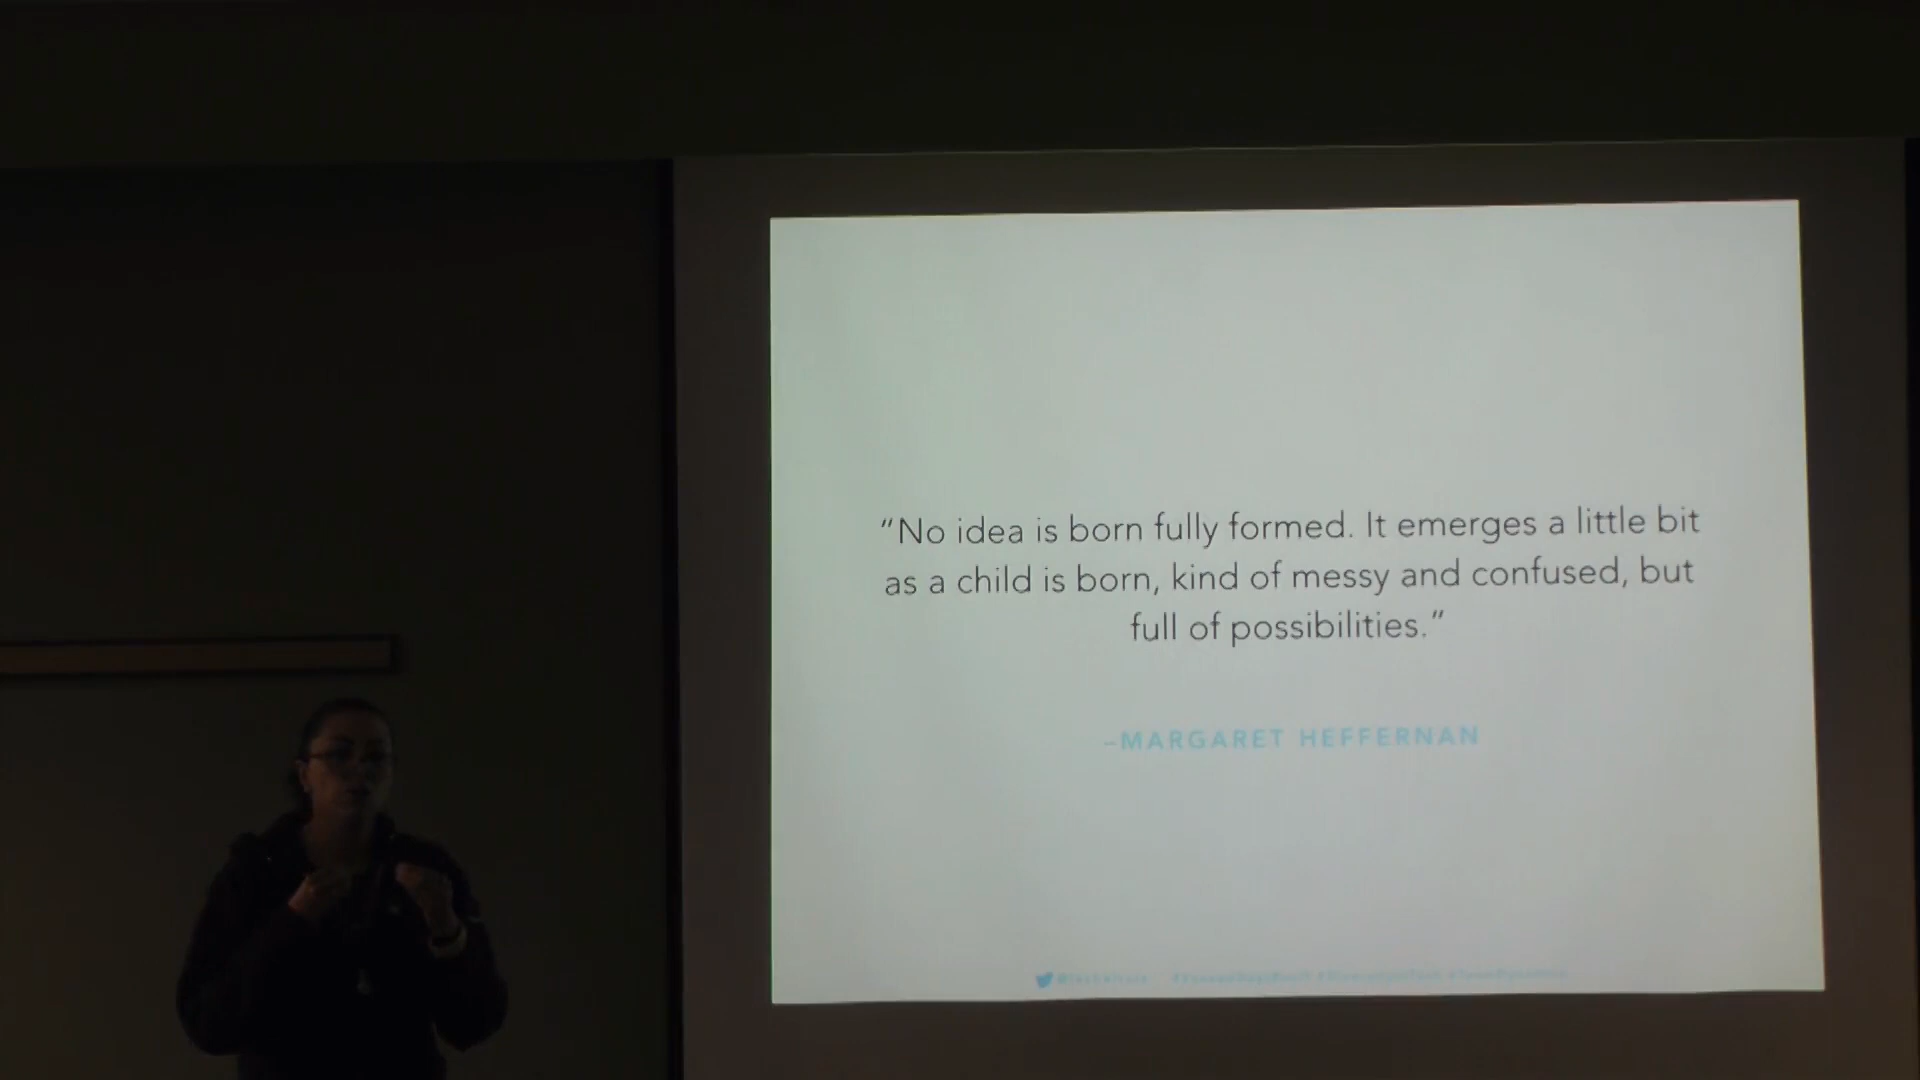 “No idea is born fully formed. It emerges a little bit
as a child is born, kind of messy and confused, but
full of possibilities.”
–MARGARET HEFFERNAN